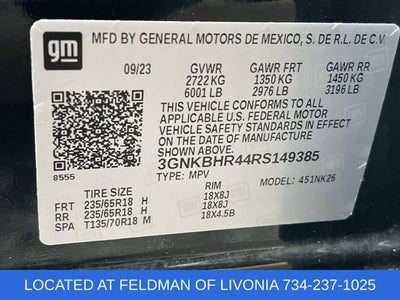 gm
MFD BY GENERAL MOTORS DE MEXICO, S. DE R.L. DE C.V.
09/23 GVWR GAWR FRT GAWR RR
2722 KG 1350 KG 1450 KG
6001 LB 2976 LB 3196 LB
THIS VEHICLE CONFORMS TO ALL
APPLICABLE U.S. FEDERAL MOTOR
VEHICLE SAFETY STANDARDS IN EFFECT
ON THE DATE OF MANUFACTURE SHOWN ABOVE.
3GNKBHR44RS149385
8555 TYPE: MPV MODEL: 451NK26
TIRE SIZE RIM
FRT 235/65R18 H 18X8J
RR 235/65R18 H 18X8J
SPA T135/70R18 M 18X4.5B
LOCATED AT FELDMAN OF LIVONIA 734-237-1025